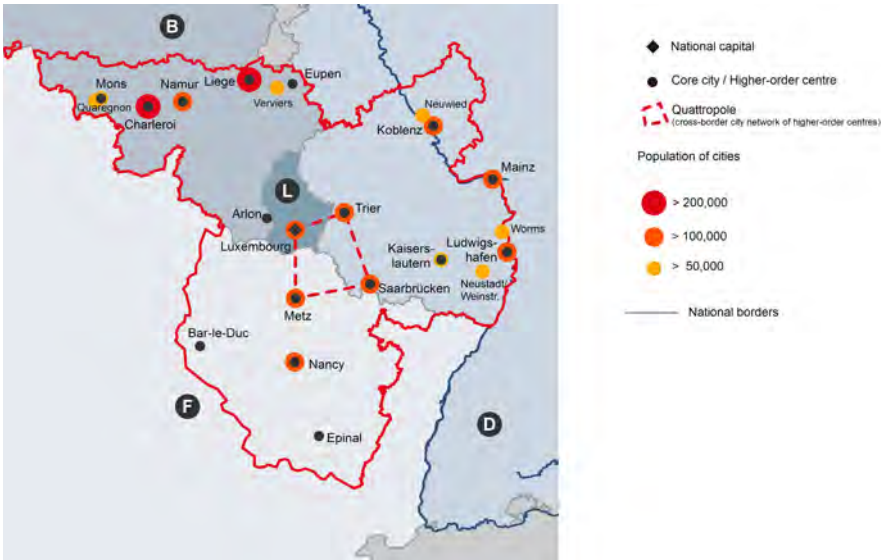 B
Mons
Quaregnon
Namur
Charleroi
Liege
Verviers
Eupen
Neuwied
Koblenz
Mainz
L
Arlon
Luxembourg
Trier
Worms
Kaisers-
lautern
Ludwigs-
hafen
Neustadt/
Weinstr.
Saarbrücken
Metz
Bar-le-Duc
Nancy
F
Epinal
D
National capital
Core city / Higher-order centre
Quattropole
(cross-border city network of higher-order centres)
Population of cities
> 200,000
> 100,000
> 50,000
National borders